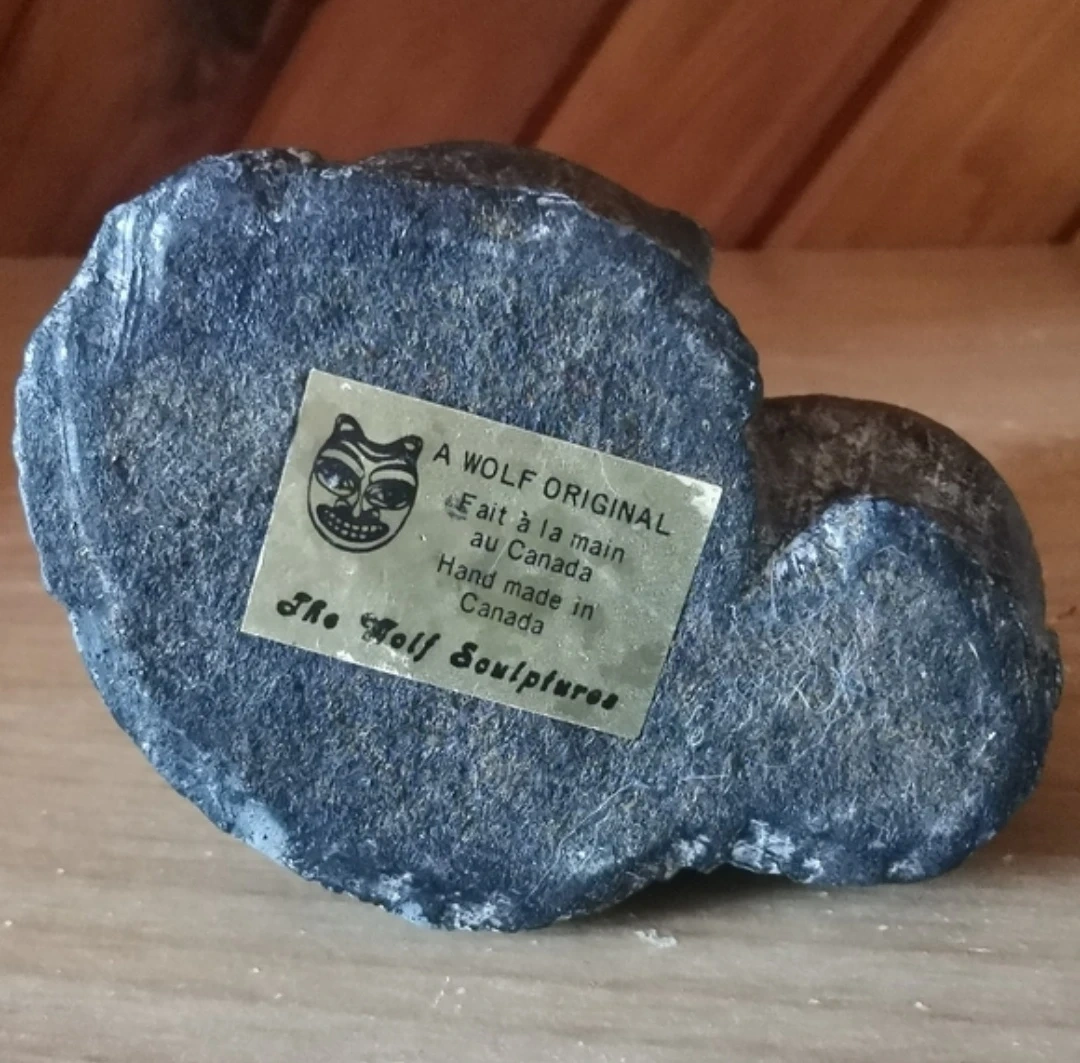 A WOLF ORIGINAL
Fait à la main
au Canada
Hand made in
Canada
The Wolf Sculptures